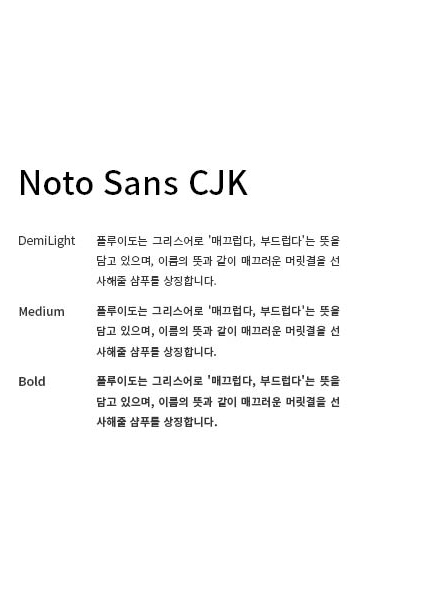 Noto Sans CJK
DemiLight
플루이도는 그리스어로 '매끄럽다, 부드럽다'는 뜻을
담고 있으며, 이름의 뜻과 같이 매끄러운 머릿결을 선
사해줄 샴푸를 상징합니다.
Medium
플루이도는 그리스어로 '매끄럽다, 부드럽다'는 뜻을
담고 있으며, 이름의 뜻과 같이 매끄러운 머릿결을 선
사해줄 샴푸를 상징합니다.
Bold
플루이도는 그리스어로 '매끄럽다, 부드럽다'는 뜻을
담고 있으며, 이름의 뜻과 같이 매끄러운 머릿결을 선
사해줄 샴푸를 상징합니다.